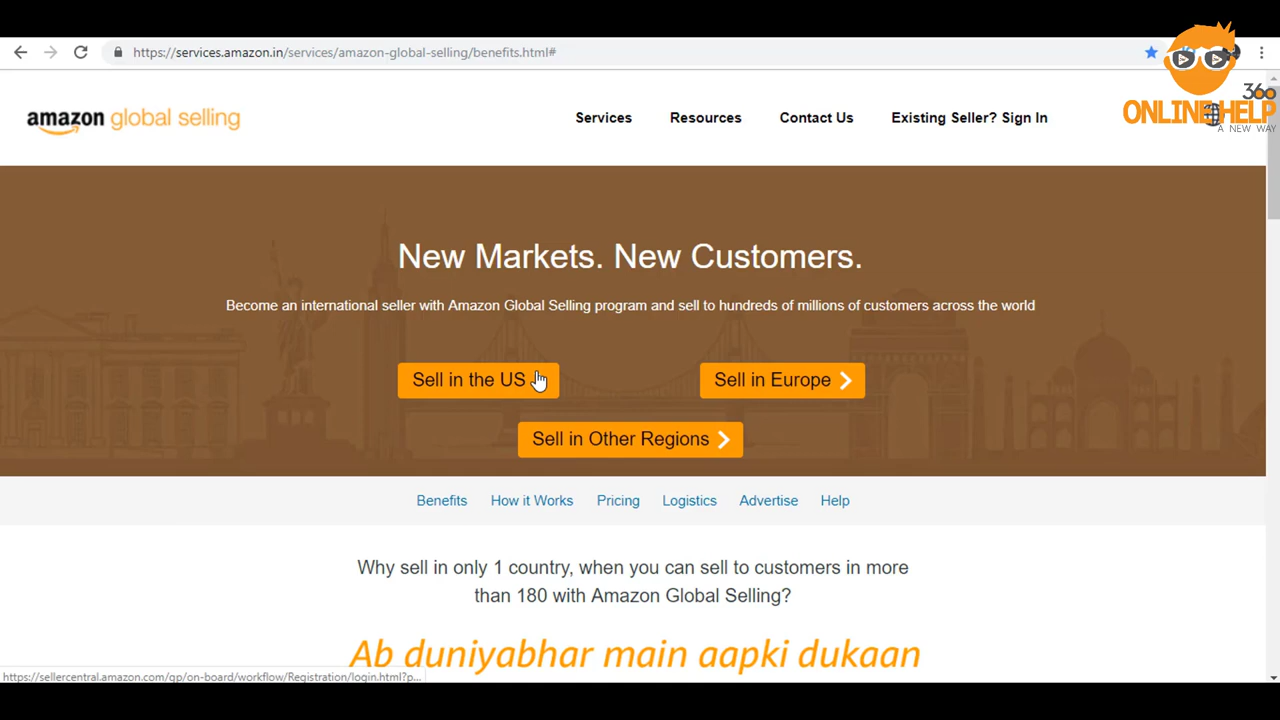 https://services.amazon.in/services/amazon-global-selling/benefits.html#
360
ONLINE HELP
A NEW WAY
amazon global selling
Services
Resources
Contact Us
Existing Seller? Sign In
New Markets. New Customers.
Become an international seller with Amazon Global Selling program and sell to hundreds of millions of customers across the world
Sell in the US
Sell in Europe
Sell in Other Regions
Benefits
How it Works
Pricing
Logistics
Advertise
Help
Why sell in only 1 country, when you can sell to customers in more
than 180 with Amazon Global Selling?
Ab duniyabhar main aapki dukaan
https://sellercentral.amazon.com/gp/on-board/workflow/Registration/login.html?p...